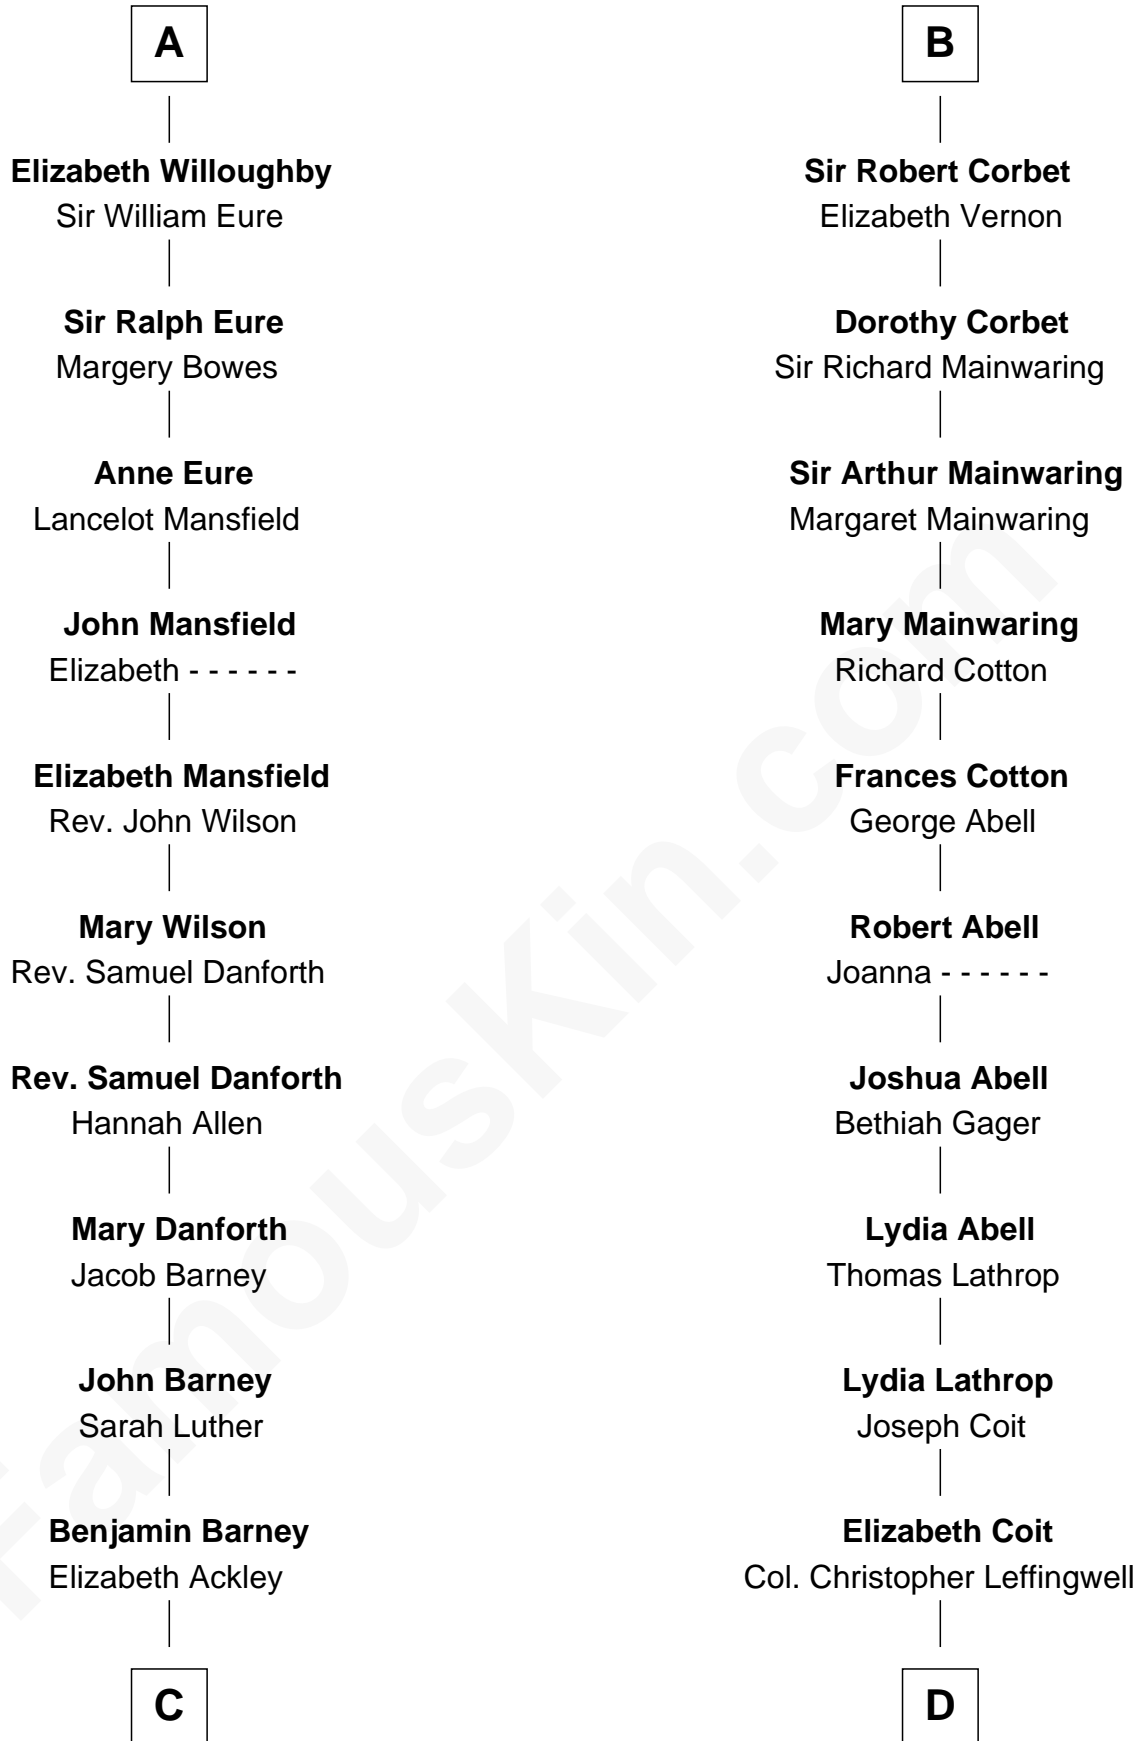 A
Elizabeth Willoughby
Sir William Eure
Sir Ralph Eure
Margery Bowes
Anne Eure
Lancelot Mansfield
John Mansfield
Elizabeth - - - - - -
Elizabeth Mansfield
Rev. John Wilson
Mary Wilson
Rev. Samuel Danforth
Rev. Samuel Danforth
Hannah Allen
Mary Danforth
Jacob Barney
John Barney
Sarah Luther
Benjamin Barney
Elizabeth Ackley
C
B
Sir Robert Corbet
Elizabeth Vernon
Dorothy Corbet
Sir Richard Mainwaring
Sir Arthur Mainwaring
Margaret Mainwaring
Mary Mainwaring
Richard Cotton
Frances Cotton
George Abell
Robert Abell
Joanna - - - - - -
Joshua Abell
Bethiah Gager
Lydia Abell
Thomas Lathrop
Lydia Lathrop
Joseph Coit
Elizabeth Coit
Col. Christopher Leffingwell
D
FamousKin.com